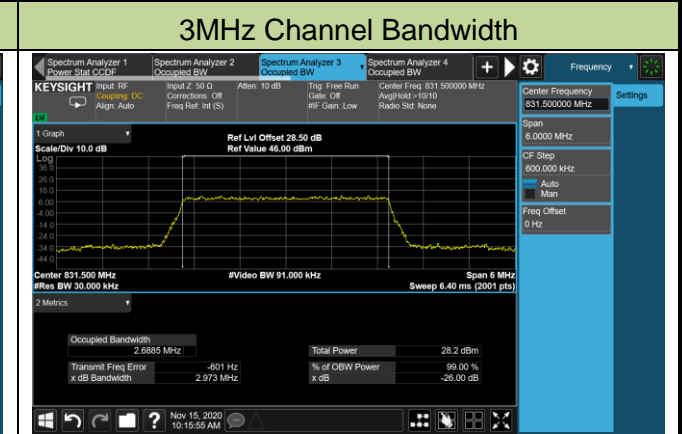 3MHz Channel Bandwidth
Spectrum Analyzer 1
Power Stat CCDF
Spectrum Analyzer 2
Occupied BW
Spectrum Analyzer 3
Occupied BW
Spectrum Analyzer 4
Occupied BW
Frequency
KEYSIGHT
Input: RF
Coupling: DC
Align: Auto
Input Z: 50 Ω
Corrections: Off
Freq Ref: Int (S)
Atten: 10 dB
Trig: Free Run
Gate: Off
#IF Gain: Low
Center Freq: 831.500000 MHz
Avg|Hold:>10/10
Radio Std: None
1 Graph
Scale/Div 10.0 dB
Ref Lvl Offset 28.50 dB
Ref Value 46.00 dBm
Log
36.0
26.0
16.0
6.00
-4.00
-14.0
-24.0
-34.0
-44.0
Center 831.500 MHz
#Res BW 30.000 kHz
#Video BW 91.000 kHz
Span 6 MHz
Sweep 6.40 ms (2001 pts)
2 Metrics
Occupied Bandwidth
2.6885 MHz
Transmit Freq Error -601 Hz
x dB Bandwidth 2.973 MHz
Total Power 28.2 dBm
% of OBW Power 99.00 %
x dB -26.00 dB
Center Frequency
831.500000 MHz
Settings
Span
6.0000 MHz
CF Step
600.000 kHz
Auto
Man
Freq Offset
0 Hz
Nov 15, 2020
10:15:55 AM